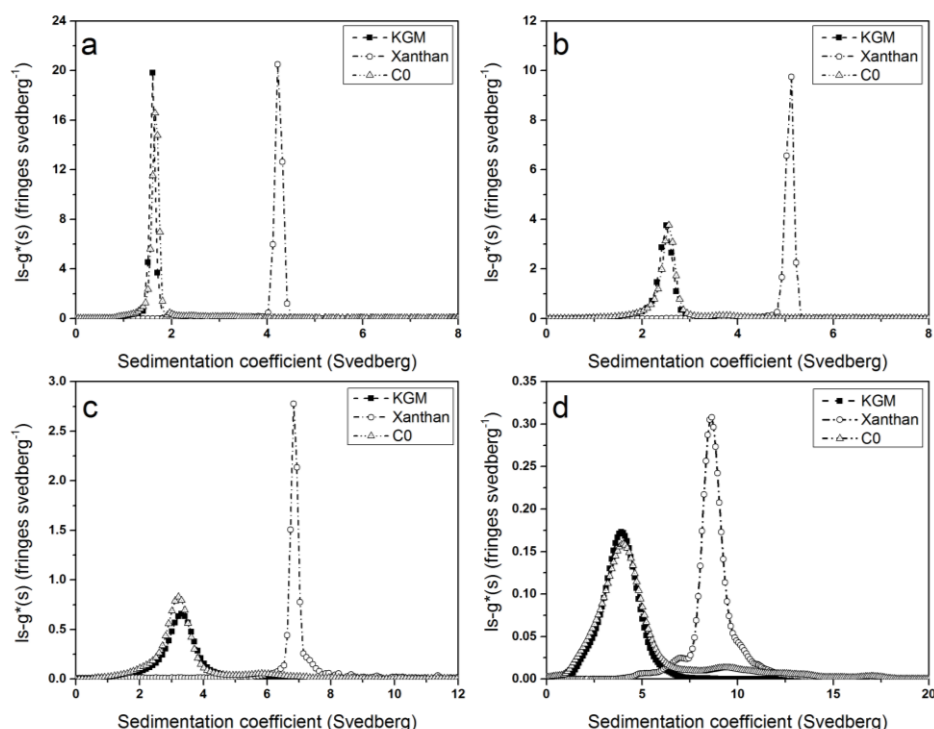 a
KGM
Xanthan
C0
ls-g*(s) (fringes svedberg⁻¹)
24
20
16
12
8
4
0
0 2 4 6 8
Sedimentation coefficient (Svedberg)
b
KGM
Xanthan
C0
ls-g*(s) (fringes svedberg⁻¹)
10
8
6
4
2
0
0 2 4 6 8
Sedimentation coefficient (Svedberg)
c
KGM
Xanthan
C0
ls-g*(s) (fringes svedberg⁻¹)
3.0
2.5
2.0
1.5
1.0
0.5
0.0
0 2 4 6 8 10 12
Sedimentation coefficient (Svedberg)
d
KGM
Xanthan
C0
ls-g*(s) (fringes svedberg⁻¹)
0.35
0.30
0.25
0.20
0.15
0.10
0.05
0.00
0 5 10 15 20
Sedimentation coefficient (Svedberg)